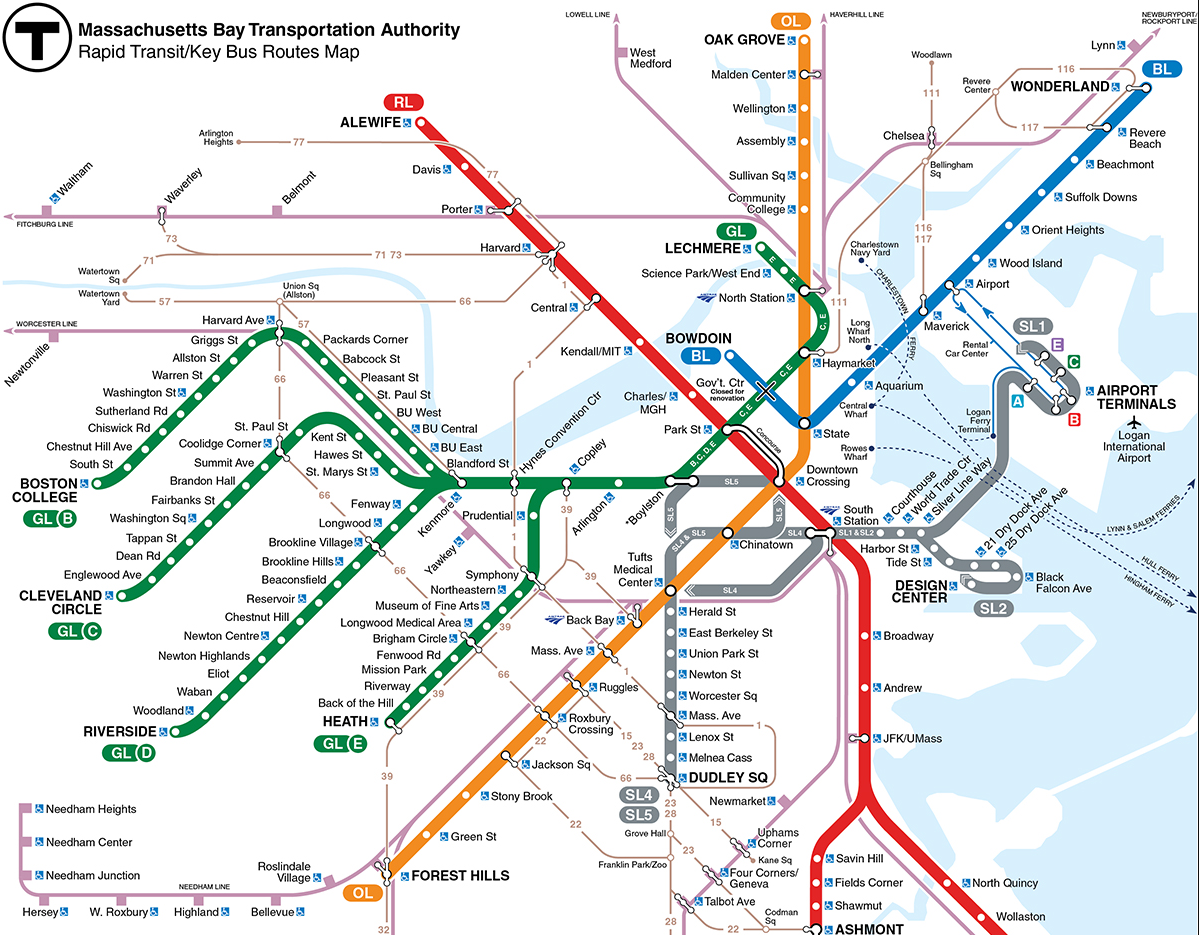 T
Massachusetts Bay Transportation Authority
Rapid Transit/Key Bus Routes Map
LOWELL LINE
HAVERHILL LINE
NEWBURYPORT/
ROCKPORT LINE
West
Medford
OL
OAK GROVE
Malden Center
Wellington
Assembly
Sullivan Sq
Community
College
Woodlawn
111
Revere
Center
116
117
Lynn
BL
WONDERLAND
Revere
Beach
Beachmont
Suffolk Downs
Orient Heights
Wood Island
Airport
Maverick
Chelsea
Bellingham
Sq
116
117
111
RL
ALEWIFE
Davis
Arlington
Heights
77
77
Porter
Harvard
Central
Kendall/MIT
Charles/
MGH
Park St
Waltham
Waverley
Belmont
FITCHBURG LINE
73
71
71 73
Watertown
Sq
Watertown
Yard
57
Union Sq
(Allston)
66
1
1
WORCESTER LINE
Newtonville
GL
LECHMERE
E
E
Science Park/West End
North Station
C, E
Haymarket
C, E
C, E
B, C, D, E
BOWDOIN
BL
Gov't. Ctr
Closed for
renovation
State
Aquarium
Charlestown
Navy Yard
CHARLESTOWN
FERRY
Long
Wharf
North
Central
Wharf
Rowes
Wharf
Rental
Car Center
SL1
E
C
A
B
AIRPORT
TERMINALS
Logan
International
Airport
Logan
Ferry
Terminal
Harvard Ave
57
66
Griggs St
Allston St
Warren St
Washington St
Sutherland Rd
Chiswick Rd
Chestnut Hill Ave
South St
BOSTON
COLLEGE
GL B
Packards Corner
Babcock St
Pleasant St
St. Paul St
BU West
BU Central
BU East
Blandford St
St. Paul St
Coolidge Corner
Summit Ave
Brandon Hall
Fairbanks St
Washington Sq
Tappan St
Dean Rd
Englewood Ave
CLEVELAND
CIRCLE
GL C
Kent St
Hawes St
St. Marys St
66
Kenmore
Yawkey
Hynes Convention Ctr
Copley
Arlington
*Boylston
Concourse
Downtown
Crossing
SL5
SL5
SL5
SL4 & SL5
SL4
SL4
SL1 &SL2
Chinatown
Tufts
Medical
Center
South
Station
Courthouse
World Trade Ctr
Silver Line Way
Harbor St
Tide St
21 Dry Dock Ave
25 Dry Dock Ave
Black
Falcon Ave
DESIGN
CENTER
SL2
LYNN & SALEM FERRIES
HULL FERRY
HINGHAM FERRY
Fenway
Longwood
Brookline Village
Brookline Hills
Beaconsfield
Reservoir
Chestnut Hill
Newton Centre
Newton Highlands
Eliot
Waban
Woodland
RIVERSIDE
GL D
66
Prudential
39
1
Symphony
39
Northeastern
Museum of Fine Arts
Longwood Medical Area
Brigham Circle
Fenwood Rd
Mission Park
Riverway
Back of the Hill
HEATH
GL E
39
39
39
66
Back Bay
Mass. Ave
1
Ruggles
Roxbury
Crossing
15
23
28
22
66
Jackson Sq
Stony Brook
22
Green St
FOREST HILLS
OL
32
Herald St
East Berkeley St
Union Park St
Newton St
Worcester Sq
Mass. Ave
1
Lenox St
Melnea Cass
DUDLEY SQ
SL4
SL5
23
28
Grove Hall
Franklin Park/Zoo
23
15
28
22
Newmarket
Uphams
Corner
Kane Sq
Four Corners/
Geneva
Talbot Ave
Codman
Sq
Broadway
Andrew
JFK/UMass
Savin Hill
Fields Corner
Shawmut
ASHMONT
North Quincy
Wollaston
Needham Heights
Needham Center
Needham Junction
NEEDHAM LINE
Hersey
W. Roxbury
Highland
Bellevue
Roslindale
Village